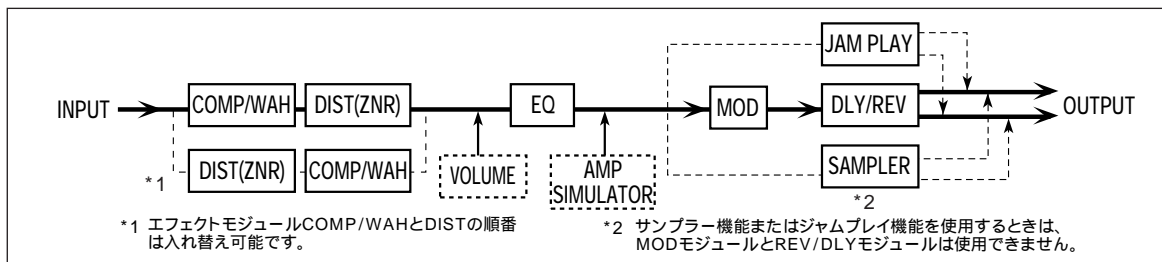 JAM PLAY
INPUT
COMP/WAH
DIST(ZNR)
EQ
MOD
DLY/REV
OUTPUT
*1
DIST(ZNR)
COMP/WAH
VOLUME
AMP
SIMULATOR
SAMPLER
*2
*1 エフェクトモジュールCOMP/WAHとDISTの順番
は入れ替え可能です。
*2 サンプラー機能またはジャムプレイ機能を使用するときは、
MODモジュールとREV/DLYモジュールは使用できません。